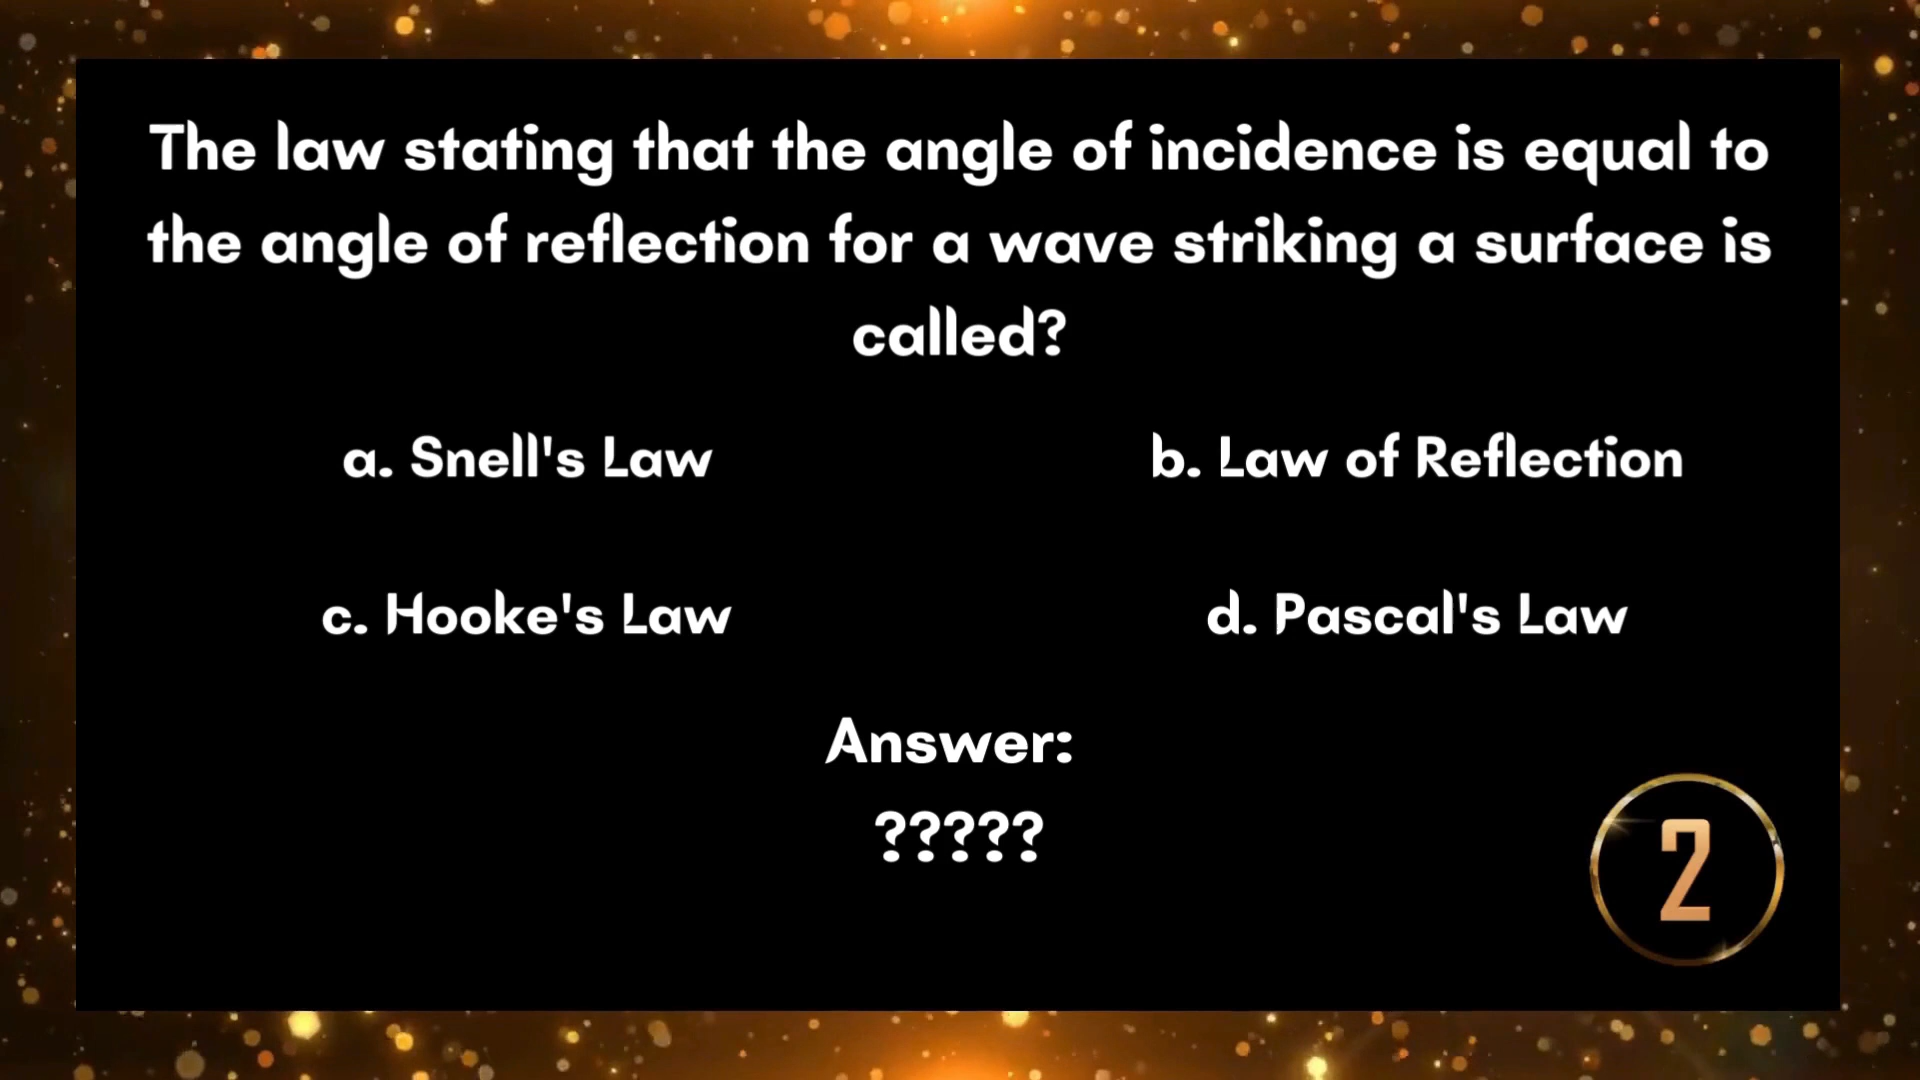 The law stating that the angle of incidence is equal to
the angle of reflection for a wave striking a surface is
called?
a. Snell's Law
b. Law of Reflection
c. Hooke's Law
d. Pascal's Law
Answer:
?????
2